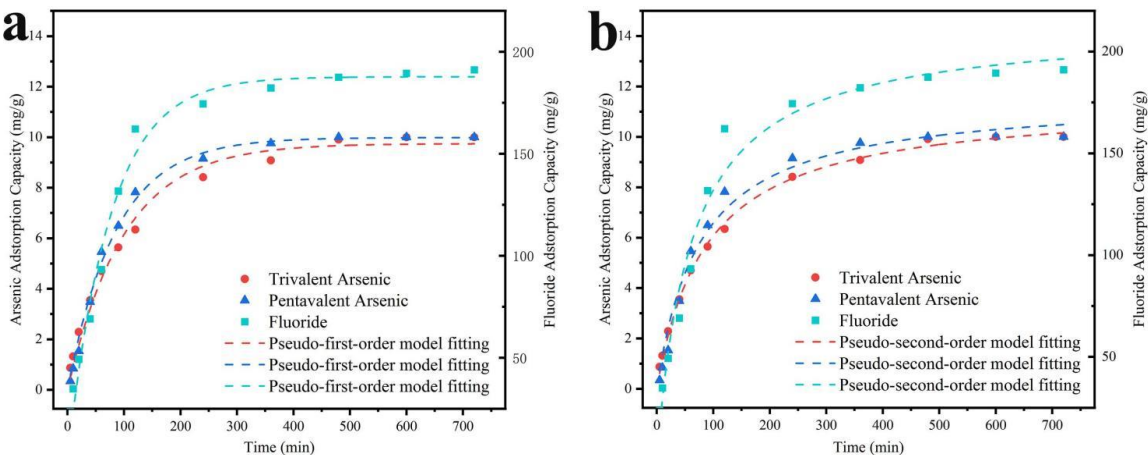 a
14
12
10
8
6
4
2
0
Arsenic Adstorption Capacity (mg/g)
200
150
100
50
Fluoride Adstorption Capacity (mg/g)
Trivalent Arsenic
Pentavalent Arsenic
Fluoride
Pseudo-first-order model fitting
Pseudo-first-order model fitting
Pseudo-first-order model fitting
0 100 200 300 400 500 600 700
Time (min)
b
14
12
10
8
6
4
2
0
Arsenic Adstorption Capacity (mg/g)
200
150
100
50
Fluoride Adstorption Capacity (mg/g)
Trivalent Arsenic
Pentavalent Arsenic
Fluoride
Pseudo-second-order model fitting
Pseudo-second-order model fitting
Pseudo-second-order model fitting
0 100 200 300 400 500 600 700
Time (min)